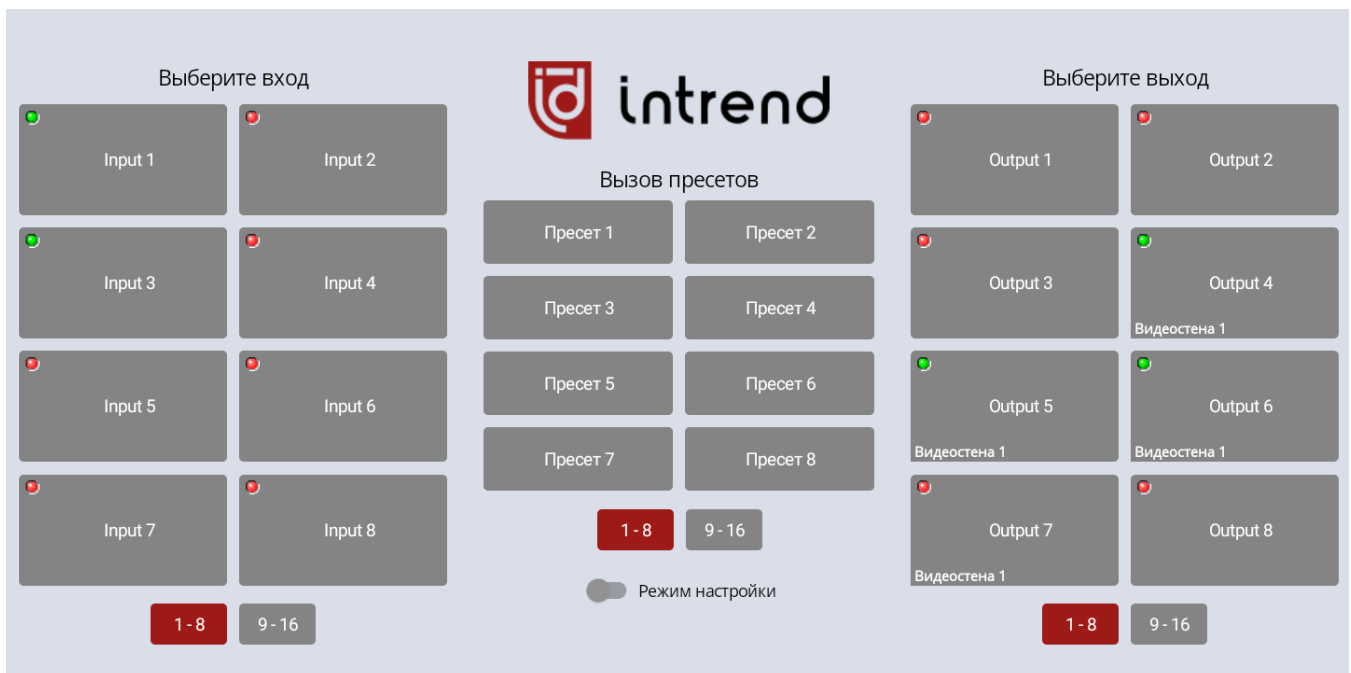 Выберите вход
Input 1
Input 2
Input 3
Input 4
Input 5
Input 6
Input 7
Input 8
1 - 8
9 - 16
intrend
Вызов пресетов
Пресет 1
Пресет 2
Пресет 3
Пресет 4
Пресет 5
Пресет 6
Пресет 7
Пресет 8
1 - 8
9 - 16
Режим настройки
Выберите выход
Output 1
Output 2
Output 3
Output 4
Видеостена 1
Output 5
Видеостена 1
Output 6
Видеостена 1
Output 7
Видеостена 1
Output 8
1 - 8
9 - 16